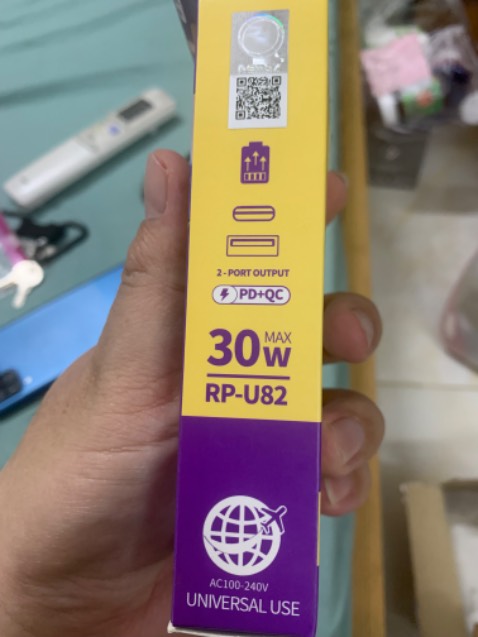 2 - PORT OUTPUT
PD+QC
30W MAX
RP-U82
AC100-240V
UNIVERSAL USE